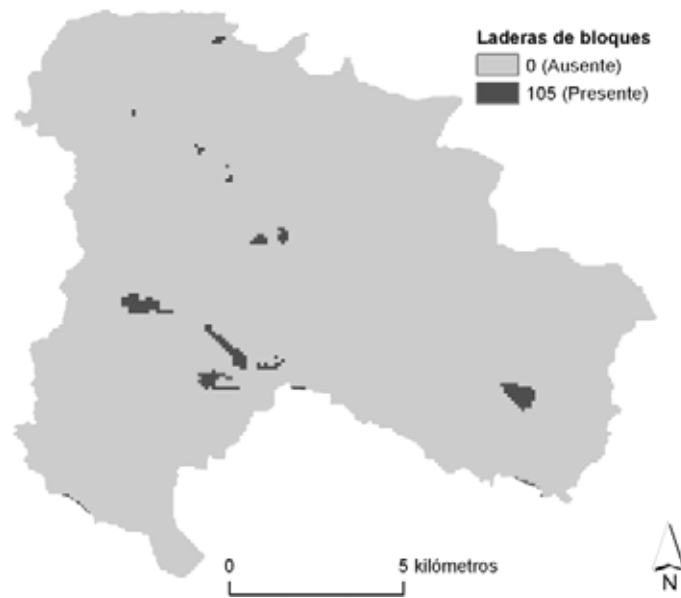 Laderas de bloques
0 (Ausente)
105 (Presente)
0 5 kilómetros
N